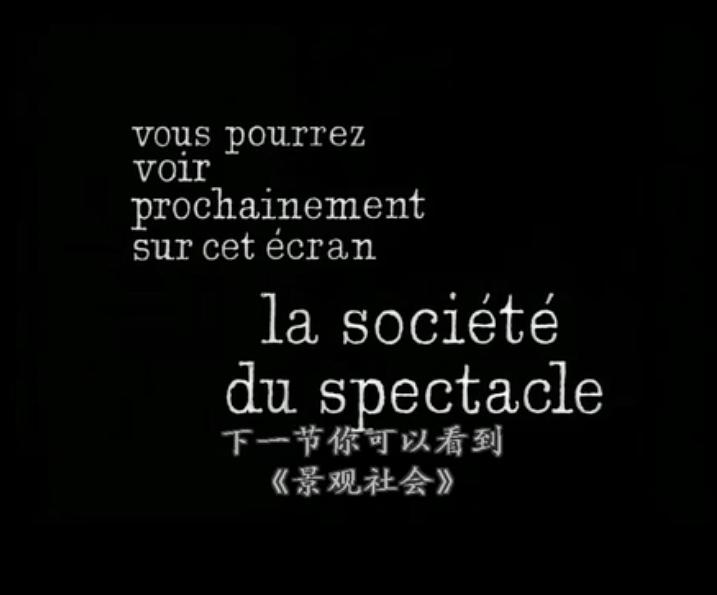 vous pourrez
voir
prochainement
sur cet écran
la société
du spectacle
下一节你可以看到
《景观社会》